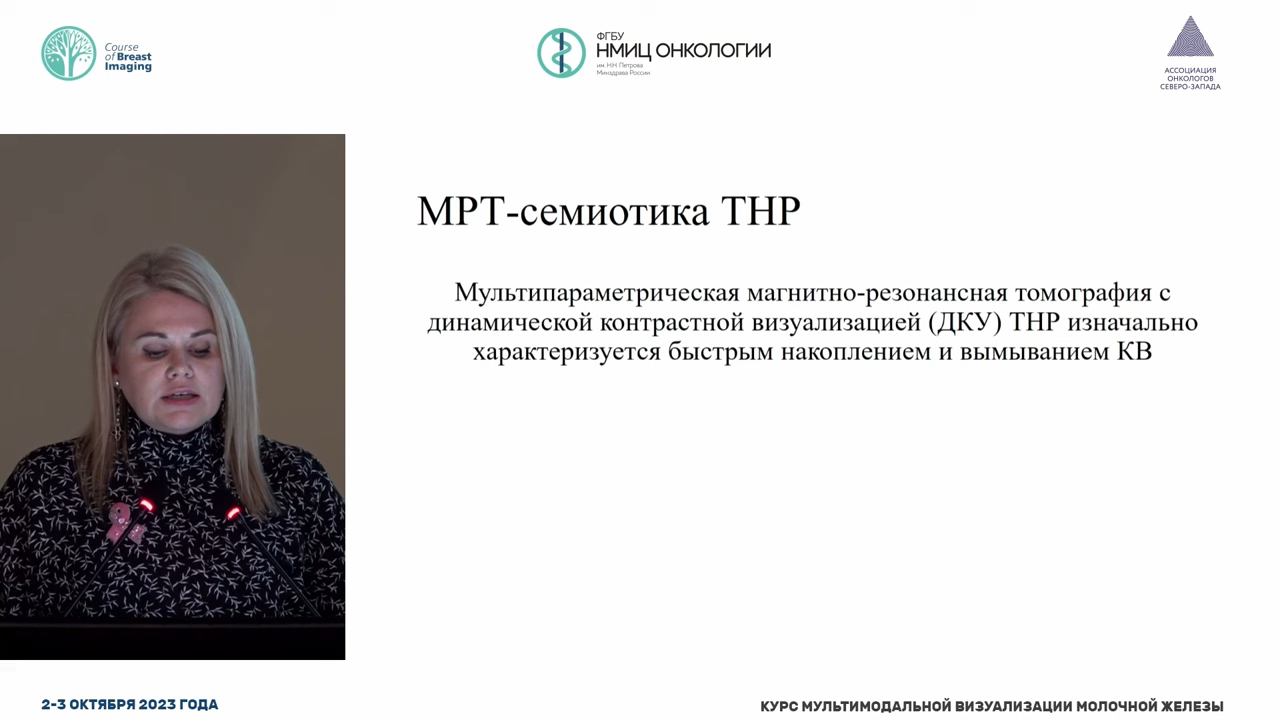 Course
of Breast
Imaging
ФГБУ
НМИЦ ОНКОЛОГИИ
им. Н.Н. Петрова
Минздрава России
АССОЦИАЦИЯ
ОНКОЛОГОВ
СЕВЕРО-ЗАПАДА
МРТ-семиотика ТНР
Мультипараметрическая магнитно-резонансная томография с
динамической контрастной визуализацией (ДКУ) ТНР изначально
характеризуется быстрым накоплением и вымыванием КВ
2-3 ОКТЯБРЯ 2023 ГОДА
КУРС МУЛЬТИМОДАЛЬНОЙ ВИЗУАЛИЗАЦИИ МОЛОЧНОЙ ЖЕЛЕЗЫ